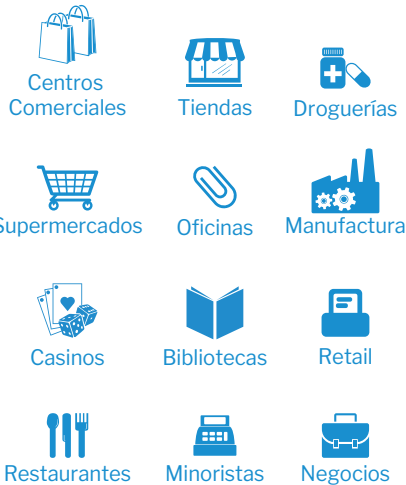 Centros
Comerciales
Tiendas
Droguerías
Supermercados
Oficinas
Manufactura
Casinos
Bibliotecas
Retail
Restaurantes
Minoristas
Negocios